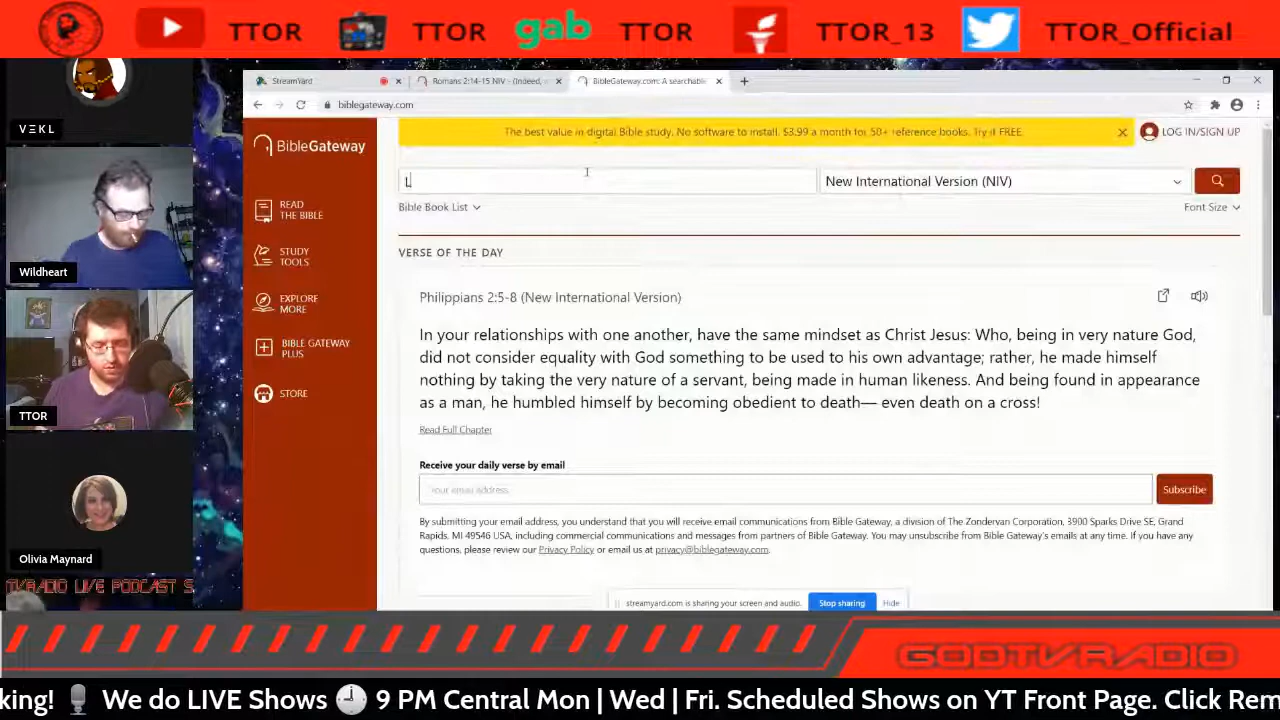 TTOR TTOR gab TTOR TTOR_13 TTOR_Official
VΞKL
Wildheart
TTOR
Olivia Maynard
LIVE PODCAST S
StreamYard
Romans 2:14-15 NIV - (Indeed,
BibleGateway.com: A searchable
biblegateway.com
The best value in digital Bible study. No software to install. $3.99 a month for 50+ reference books. Try it FREE.
LOG IN/SIGN UP
BibleGateway
READ
THE BIBLE
STUDY
TOOLS
EXPLORE
MORE
BIBLE GATEWAY
PLUS
STORE
New International Version (NIV)
Bible Book List
Font Size
VERSE OF THE DAY
Philippians 2:5-8 (New International Version)
In your relationships with one another, have the same mindset as Christ Jesus: Who, being in very nature God,
did not consider equality with God something to be used to his own advantage; rather, he made himself
nothing by taking the very nature of a servant, being made in human likeness. And being found in appearance
as a man, he humbled himself by becoming obedient to death— even death on a cross!
Read Full Chapter
Receive your daily verse by email
Your email address
Subscribe
By submitting your email address, you understand that you will receive email communications from Bible Gateway, a division of The Zondervan Corporation, 3900 Sparks Drive SE, Grand
Rapids, MI 49546 USA, including commercial communications and messages from partners of Bible Gateway. You may unsubscribe from Bible Gateway's emails at any time. If you have any
questions, please review our Privacy Policy or email us at privacy@biblegateway.com.
streamyard.com is sharing your screen and audio.
Stop sharing
Hide
GODTVRADIO
king! We do LIVE Shows 9 PM Central Mon | Wed | Fri. Scheduled Shows on YT Front Page. Click Rem